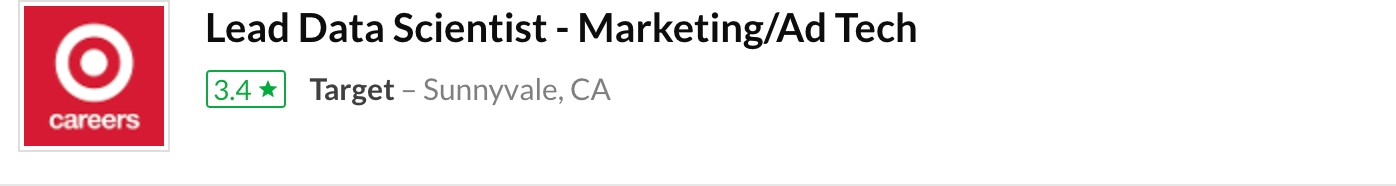 careers
Lead Data Scientist - Marketing/Ad Tech
3.4 ★ Target – Sunnyvale, CA